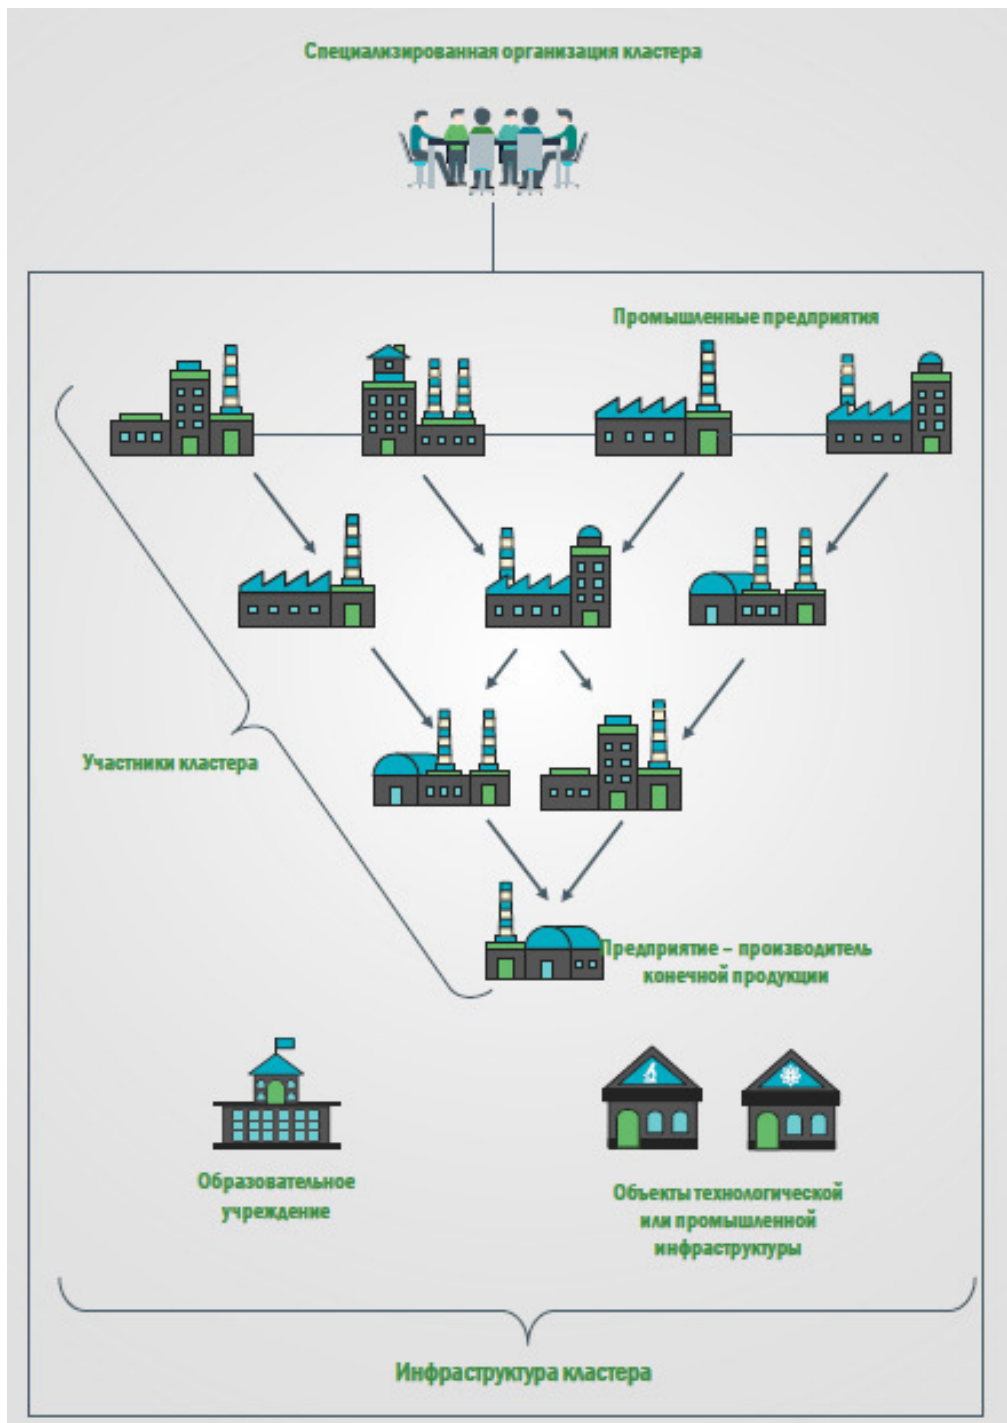 Специализированная организация кластера
Промышленные предприятия
Участники кластера
Предприятие – производитель
конечной продукции
Образовательное
учреждение
Объекты технологической
или промышленной
инфраструктуры
Инфраструктура кластера